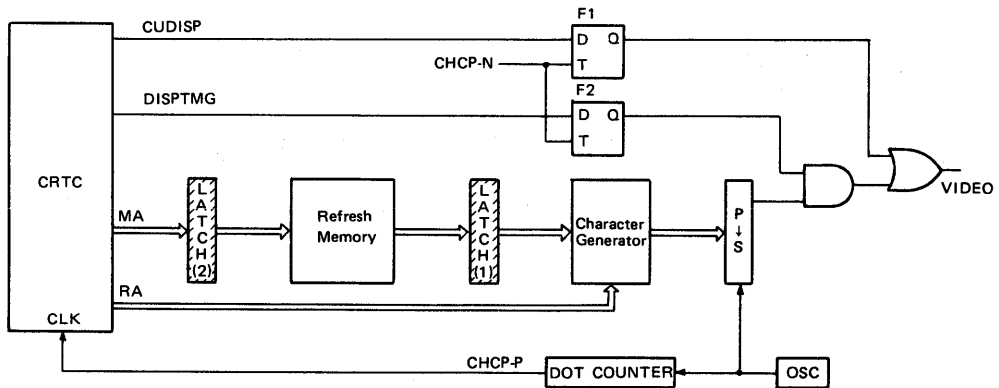 F1
CUDISP
D Q
CHCP-N
T
F2
DISPTMG
D Q
T
CRTC
MA
LATCH(2)
Refresh
Memory
LATCH(1)
Character
Generator
P↓S
VIDEO
RA
CLK
CHCP-P
DOT COUNTER
OSC